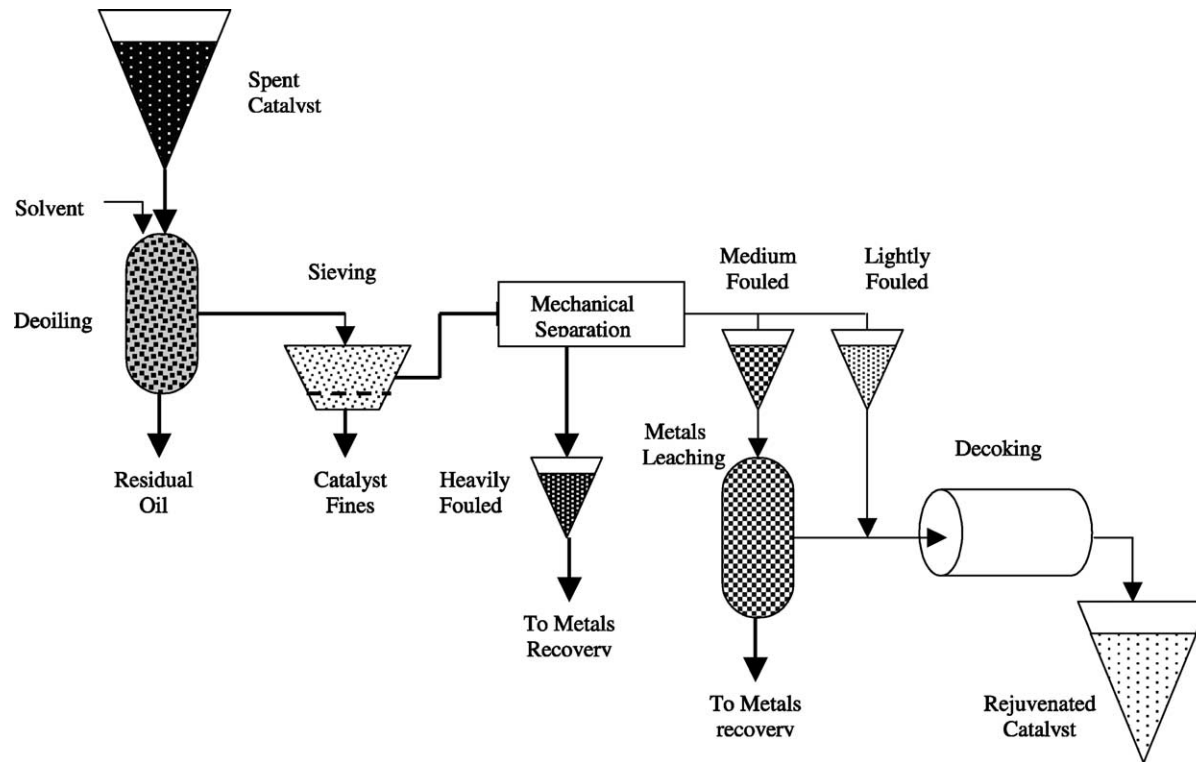 Spent
Catalvst
Solvent
Deoiling
Sieving
Mechanical
Separation
Medium
Fouled
Lightly
Fouled
Residual
Oil
Catalyst
Fines
Heavily
Fouled
Metals
Leaching
Decoking
To Metals
Recoverv
To Metals
recoverv
Rejuvenated
Catalvst